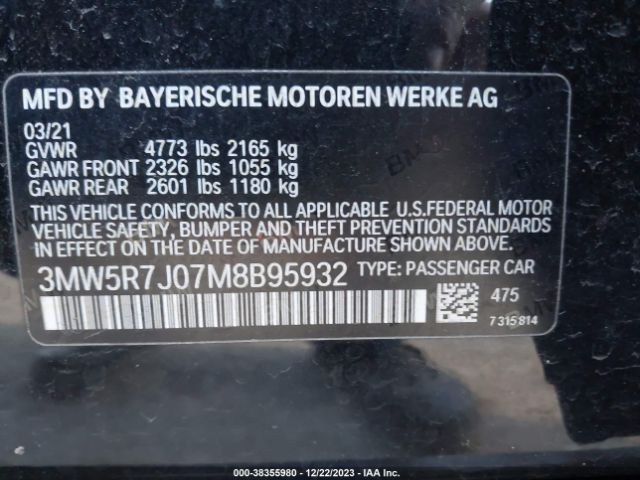 MFD BY BAYERISCHE MOTOREN WERKE AG
03/21
GVWR 4773 lbs 2165 kg
GAWR FRONT 2326 lbs 1055 kg
GAWR REAR 2601 lbs 1180 kg
THIS VEHICLE CONFORMS TO ALL APPLICABLE U.S.FEDERAL MOTOR
VEHICLE SAFETY, BUMPER AND THEFT PREVENTION STANDARDS
IN EFFECT ON THE DATE OF MANUFACTURE SHOWN ABOVE.
3MW5R7J07M8B95932 TYPE: PASSENGER CAR
475
7315814
000-38355980 - 12/22/2023 - IAA Inc.